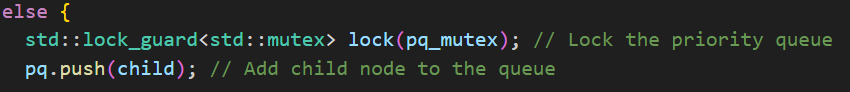 else {
std::lock_guard<std::mutex> lock(pq_mutex); // Lock the priority queue
pq.push(child); // Add child node to the queue